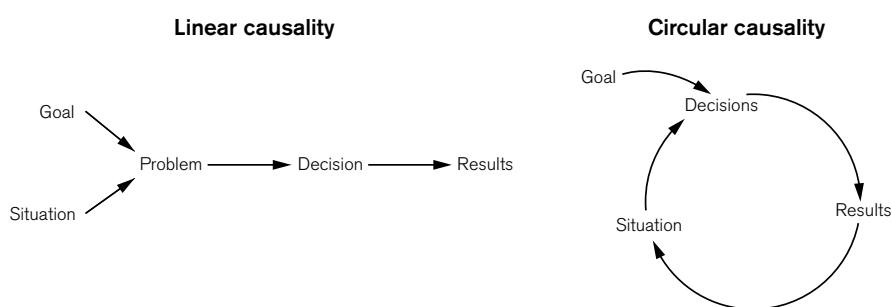 Linear causality
Goal
Problem
Decision
Results
Situation
Circular causality
Goal
Decisions
Results
Situation